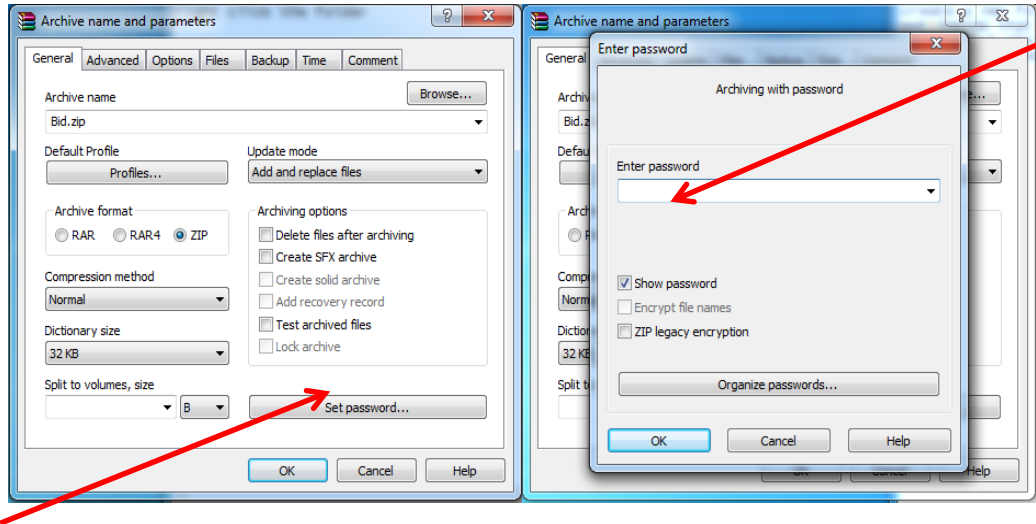 Archive name and parameters
General Advanced Options Files Backup Time Comment
Archive name
Browse...
Bid.zip
Default Profile
Update mode
Profiles...
Add and replace files
Archive format
RAR RAR4 ZIP
Archiving options
Delete files after archiving
Create SFX archive
Create solid archive
Add recovery record
Test archived files
Lock archive
Compression method
Normal
Dictionary size
32 KB
Split to volumes, size
B
Set password...
OK Cancel Help
Archive name and parameters
General
Enter password
Archiving with password
Enter password
Show password
Encrypt file names
ZIP legacy encryption
Organize passwords...
OK Cancel Help
32 KB
Help